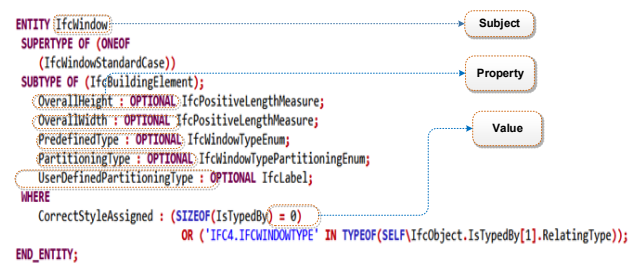 ENTITY IfcWindow
Subject
SUPERTYPE OF (ONEOF
(IfcWindowStandardCase))
SUBTYPE OF (IfcBuildingElement);
Property
OverallHeight : OPTIONAL IfcPositiveLengthMeasure;
OverallWidth : OPTIONAL IfcPositiveLengthMeasure;
Value
PredefinedType : OPTIONAL IfcWindowTypeEnum;
PartitioningType : OPTIONAL IfcWindowTypePartitioningEnum;
UserDefinedPartitioningType : OPTIONAL IfcLabel;
WHERE
CorrectStyleAssigned : (SIZEOF(IsTypedBy) = 0)
OR ('IFC4.IFCWINDOWTYPE' IN TYPEOF(SELF\IfcObject.IsTypedBy[1].RelatingType));
END_ENTITY;